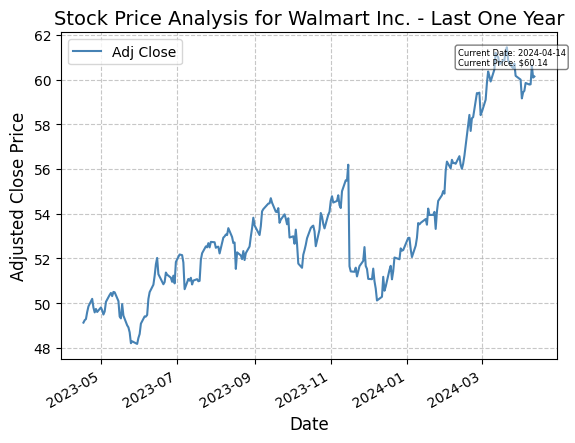 Stock Price Analysis for Walmart Inc. - Last One Year
Adj Close
Current Date: 2024-04-14
Current Price: $60.14
Adjusted Close Price
62
60
58
56
54
52
50
48
2023-05
2023-07
2023-09
2023-11
2024-01
2024-03
Date